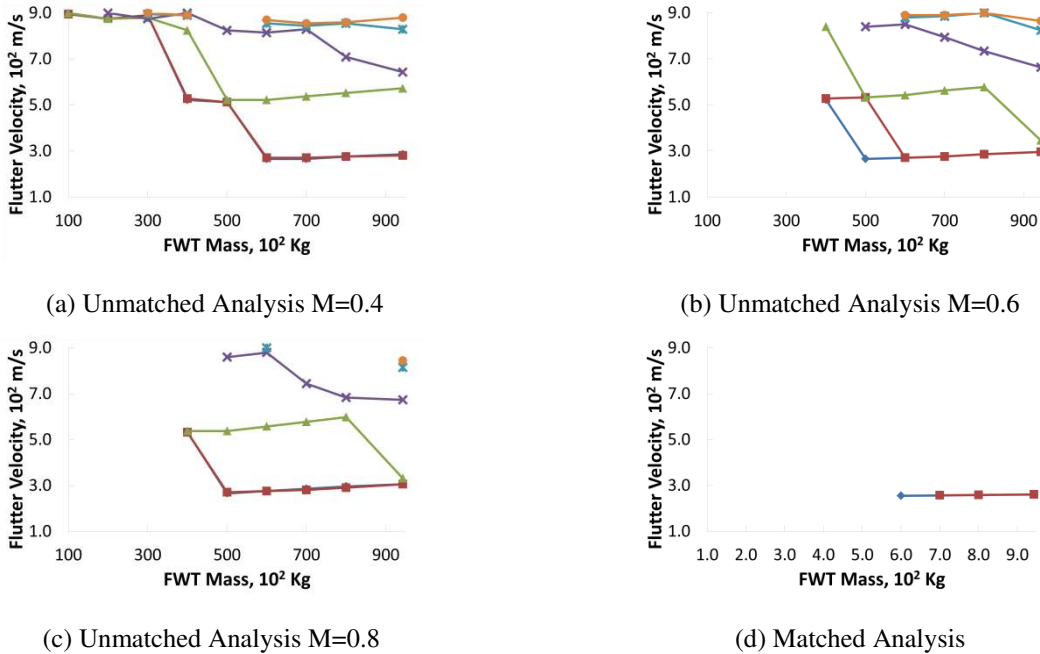 Flutter Velocity, 10² m/s
9.0
7.0
5.0
3.0
1.0
100 300 500 700 900
FWT Mass, 10² Kg
(a) Unmatched Analysis M=0.4
Flutter Velocity, 10² m/s
9.0
7.0
5.0
3.0
1.0
100 300 500 700 900
FWT Mass, 10² Kg
(b) Unmatched Analysis M=0.6
Flutter Velocity, 10² m/s
9.0
7.0
5.0
3.0
1.0
100 300 500 700 900
FWT Mass, 10² Kg
(c) Unmatched Analysis M=0.8
Flutter Velocity, 10² m/s
9.0
7.0
5.0
3.0
1.0
1.0 2.0 3.0 4.0 5.0 6.0 7.0 8.0 9.0
FWT Mass, 10² Kg
(d) Matched Analysis